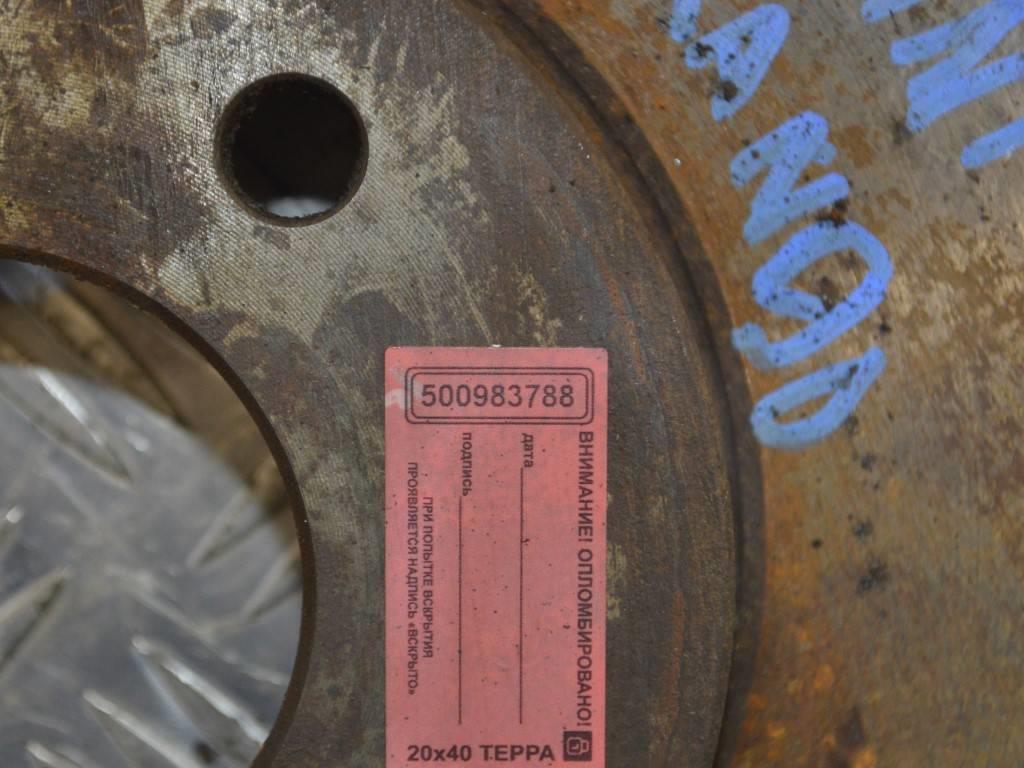 500983788
ВНИМАНИЕ! ОПЛОМБИРОВАНО!
дата
подпись
ПРИ ПОПЫТКЕ ВСКРЫТИЯ
ПРОЯВЛЯЕТСЯ НАДПИСЬ «ВСКРЫТО»
20x40 ТЕРРА